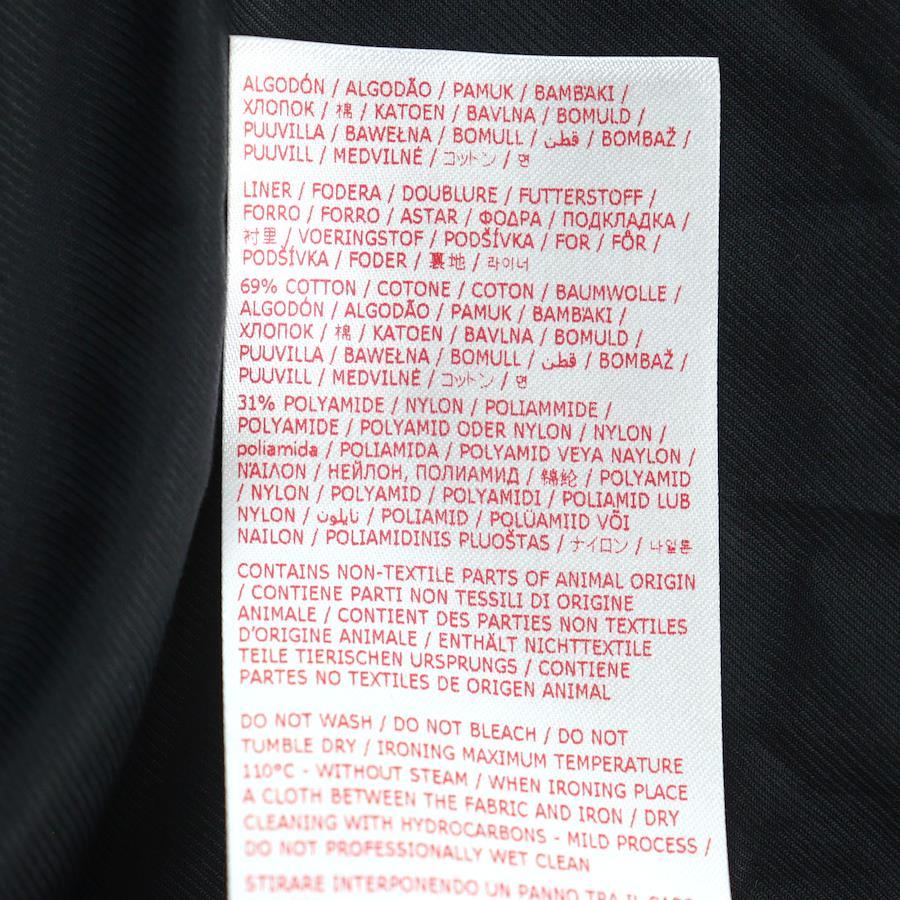 ALGODÓN / ALGODÃO / PAMUK / BAMBΆKI /
ХЛОПОК / 棉 / KATOEN / BAVLNA / BOMULD /
PUUVILLA / BAWEŁNA / BOMULL / قطن / BOMBAŽ /
PUUVILL / MEDVILNÉ / コットン / 면
LINER / FODERA / DOUBLURE / FUTTERSTOFF /
FORRO / FORRO / ASTAR / ΦΟΔΡΑ / ПОДКЛАДКА /
衬里 / VOERINGSTOF / PODŠÍVKA / FOR / FÔR /
PODŠÍVKA / FODER / 裏地 / 라이너
69% COTTON / COTONE / COTON / BAUMWOLLE /
ALGODÓN / ALGODÃO / PAMUK / BAMBΆKI /
ХЛОПОК / 棉 / KATOEN / BAVLNA / BOMULD /
PUUVILLA / BAWEŁNA / BOMULL / قطن / BOMBAŽ /
PUUVILL / MEDVILNÉ / コットン / 면
31% POLYAMIDE / NYLON / POLIAMMIDE /
POLYAMIDE / POLYAMID ODER NYLON / NYLON /
poliamida / POLIAMIDA / POLYAMID VEYA NAYLON /
ΝΆΙΛΟΝ / НЕЙЛОН, ПОЛИАМИД / 锦纶 / POLYAMID
/ NYLON / POLYAMID / POLYAMIDI / POLIAMID LUB
NYLON / نايلون / POLIAMID / POLÜAMIID VÕI
NAILON / POLIAMIDINIS PLUOŠTAS / ナイロン / 나일론
CONTAINS NON-TEXTILE PARTS OF ANIMAL ORIGIN
/ CONTIENE PARTI NON TESSILI DI ORIGINE
ANIMALE / CONTIENT DES PARTIES NON TEXTILES
D'ORIGINE ANIMALE / ENTHÄLT NICHTTEXTILE
TEILE TIERISCHEN URSPRUNGS / CONTIENE
PARTES NO TEXTILES DE ORIGEN ANIMAL
DO NOT WASH / DO NOT BLEACH / DO NOT
TUMBLE DRY / IRONING MAXIMUM TEMPERATURE
110°C - WITHOUT STEAM / WHEN IRONING PLACE
A CLOTH BETWEEN THE FABRIC AND IRON / DRY
CLEANING WITH HYDROCARBONS - MILD PROCESS /
DO NOT PROFESSIONALLY WET CLEAN
STIRARE INTERPONENDO UN PANNO TRA IL CAPO